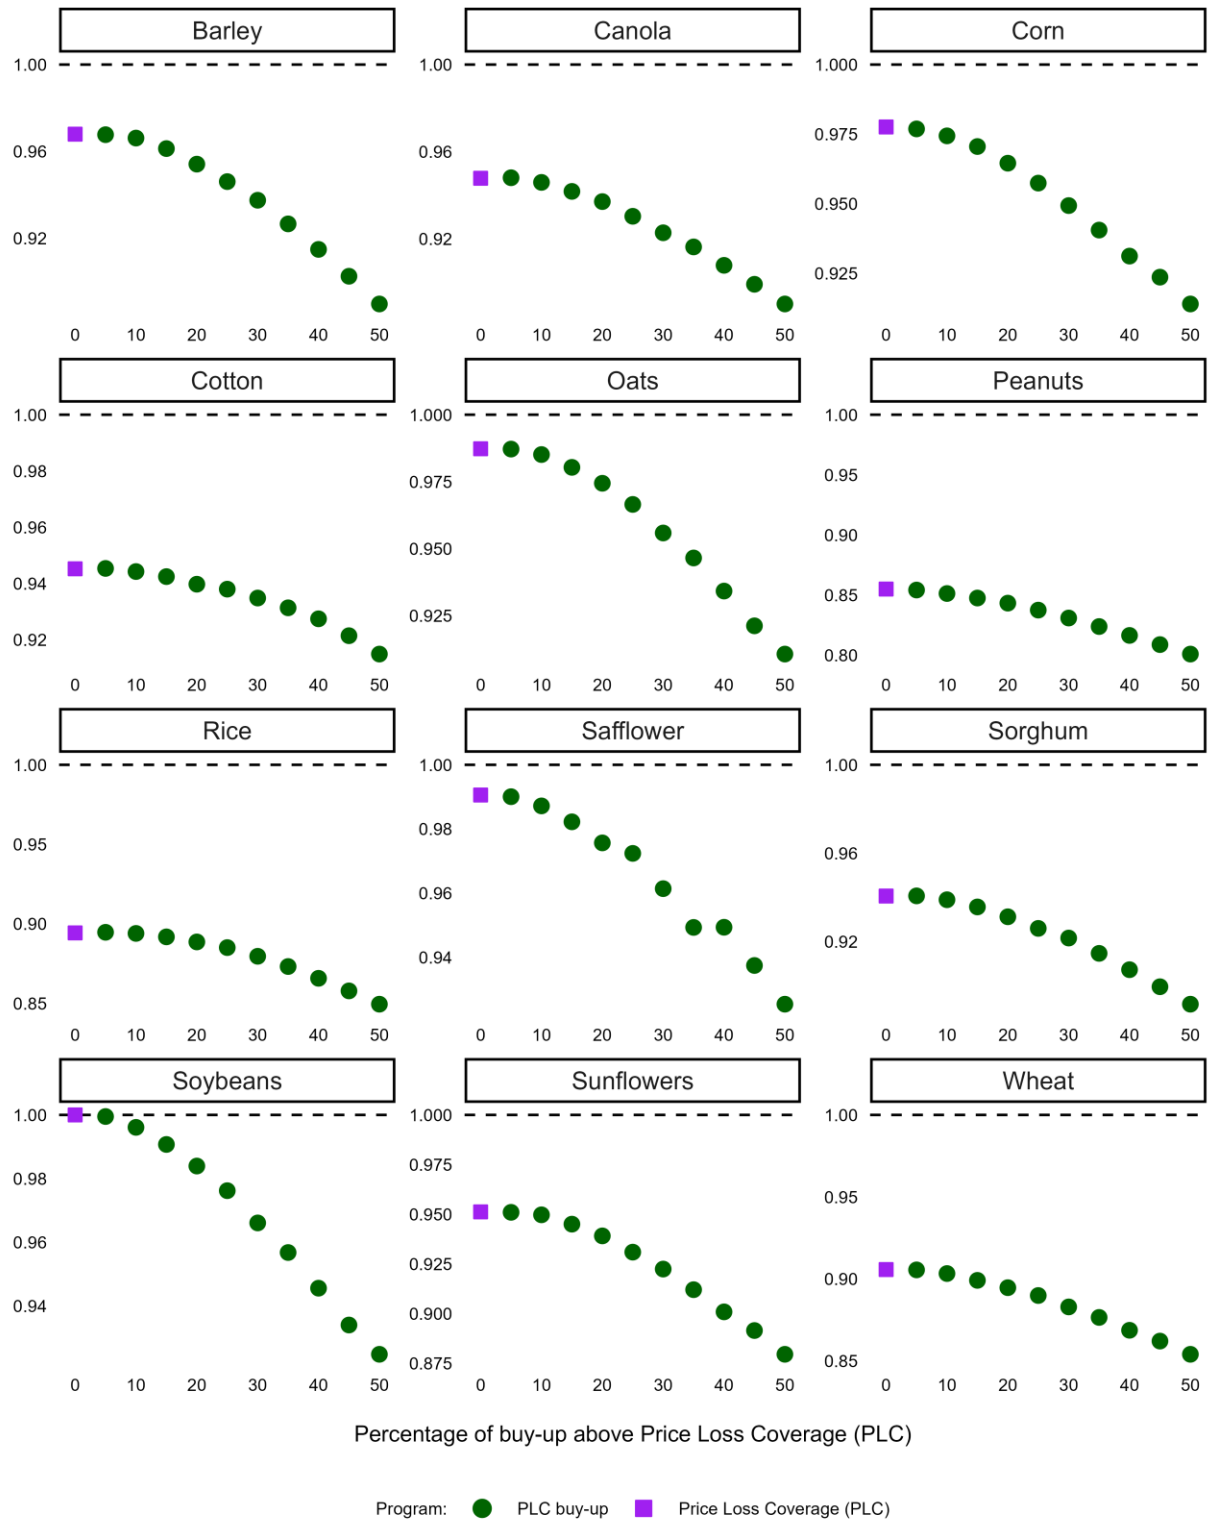 Barley Canola Corn
1.00 1.00 1.000
0.975
0.96 0.96
0.950
0.92 0.92
0.925
0 10 20 30 40 50 0 10 20 30 40 50 0 10 20 30 40 50
Cotton Oats Peanuts
1.00 1.000 1.00
0.98 0.975 0.95
0.96 0.950 0.90
0.94 0.925 0.85
0.92 0.80
0 10 20 30 40 50 0 10 20 30 40 50 0 10 20 30 40 50
Rice Safflower Sorghum
1.00 1.00 1.00
0.95 0.98 0.96
0.90 0.96 0.92
0.85 0.94
0 10 20 30 40 50 0 10 20 30 40 50 0 10 20 30 40 50
Soybeans Sunflowers Wheat
1.00 1.000 1.00
0.98 0.975 0.95
0.96 0.950 0.90
0.94 0.925 0.85
0.900
0.875
0 10 20 30 40 50 0 10 20 30 40 50 0 10 20 30 40 50
Percentage of buy-up above Price Loss Coverage (PLC)
Program: PLC buy-up Price Loss Coverage (PLC)